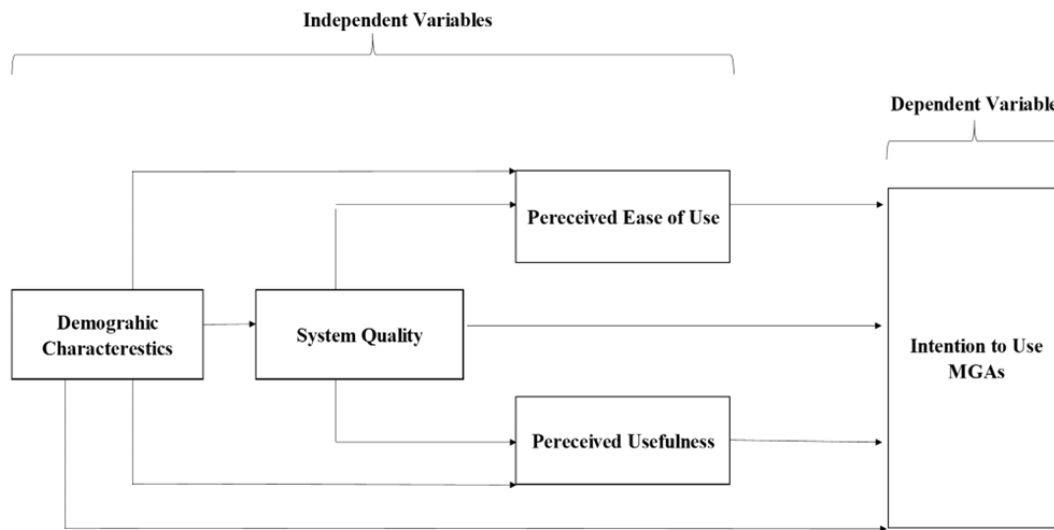 Independent Variables
Dependent Variable
Pereceived Ease of Use
Demograhic
Characterestics
System Quality
Intention to Use
MGAs
Pereceived Usefulness